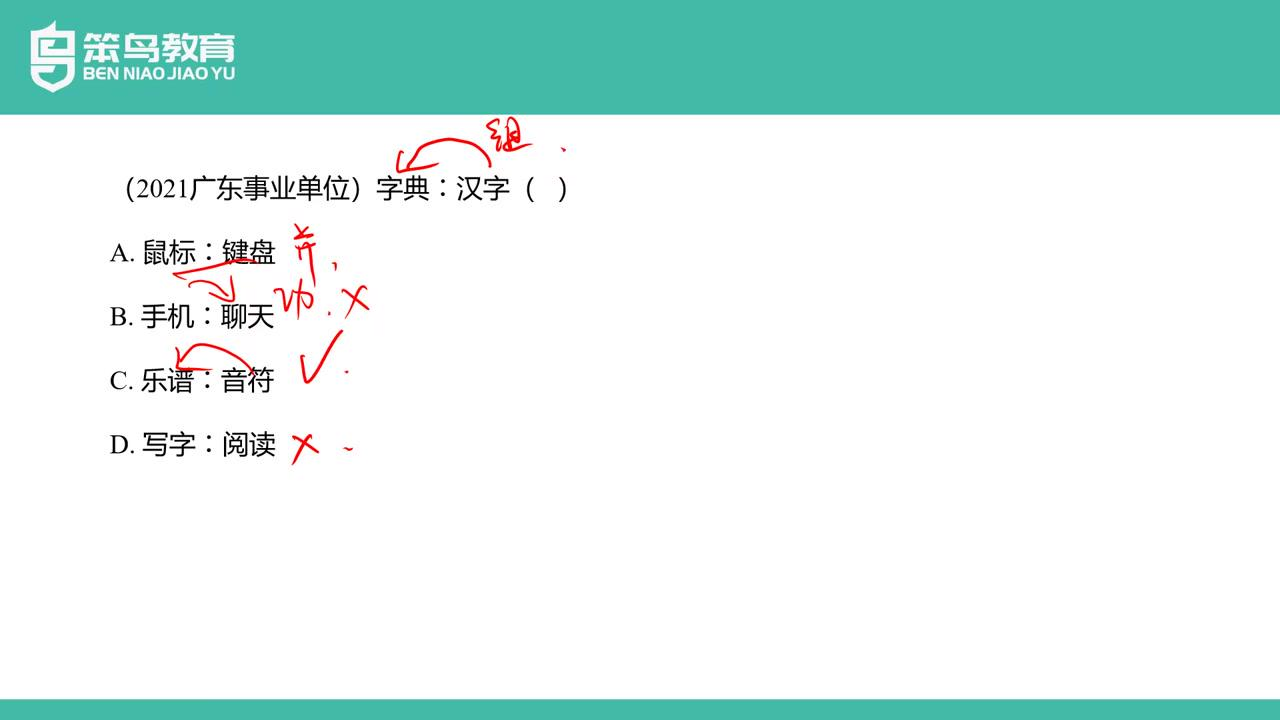 笨鸟教育
BEN NIAO JIAO YU
组
（2021广东事业单位）字典：汉字（ ）
A. 鼠标：键盘 并
B. 手机：聊天 功
C. 乐谱：音符
D. 写字：阅读